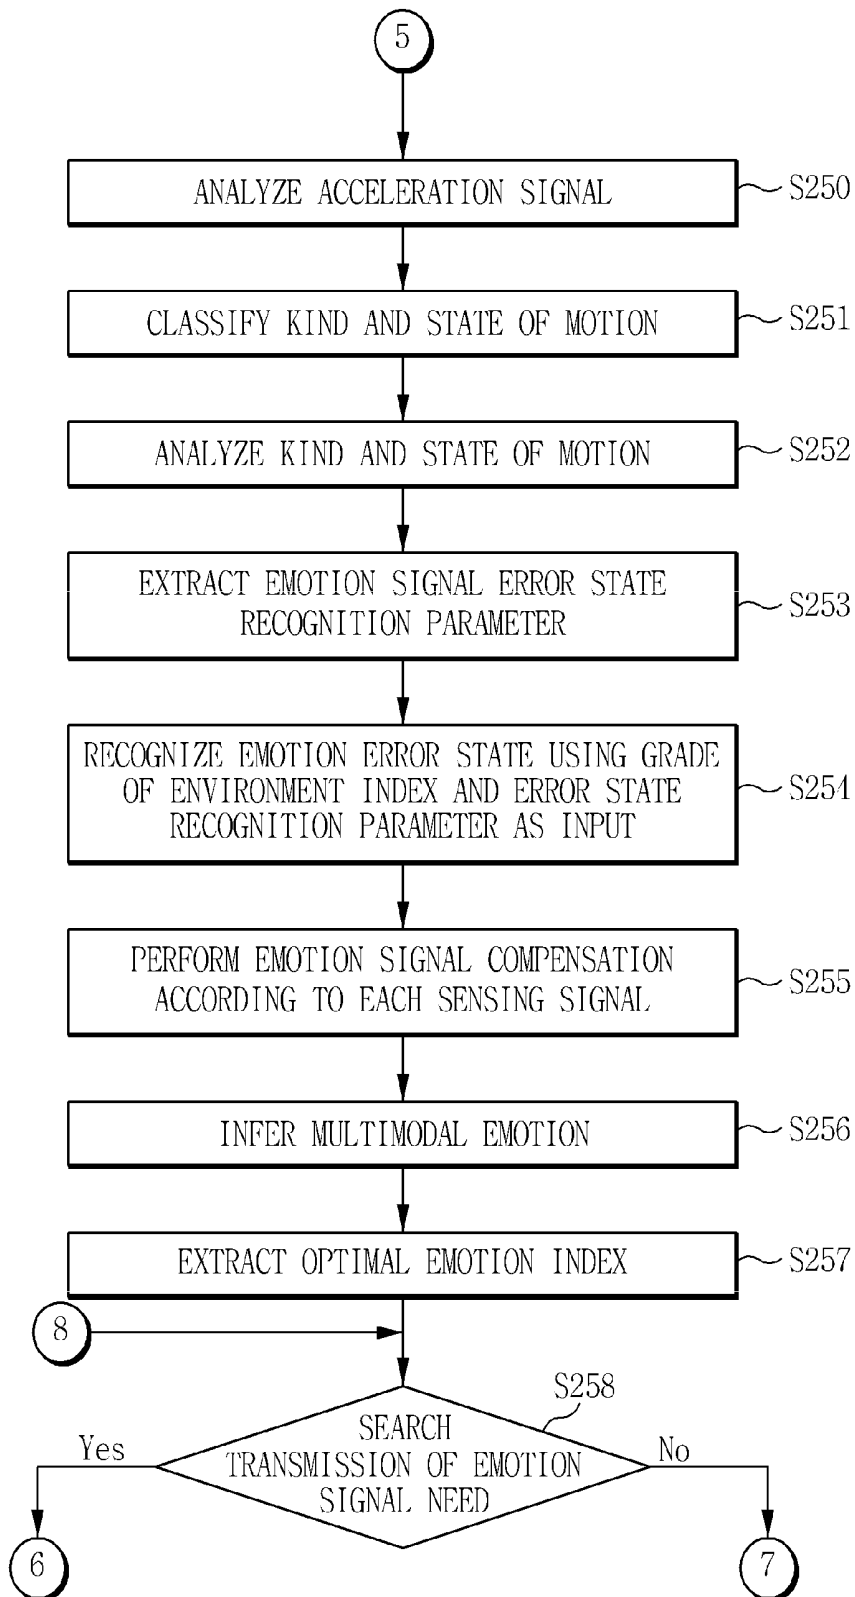 5
ANALYZE ACCELERATION SIGNAL
S250
CLASSIFY KIND AND STATE OF MOTION
S251
ANALYZE KIND AND STATE OF MOTION
S252
EXTRACT EMOTION SIGNAL ERROR STATE
RECOGNITION PARAMETER
S253
RECOGNIZE EMOTION ERROR STATE USING GRADE
OF ENVIRONMENT INDEX AND ERROR STATE
RECOGNITION PARAMETER AS INPUT
S254
PERFORM EMOTION SIGNAL COMPENSATION
ACCORDING TO EACH SENSING SIGNAL
S255
INFER MULTIMODAL EMOTION
S256
EXTRACT OPTIMAL EMOTION INDEX
S257
8
S258
SEARCH
TRANSMISSION OF EMOTION
SIGNAL NEED
Yes
No
6
7